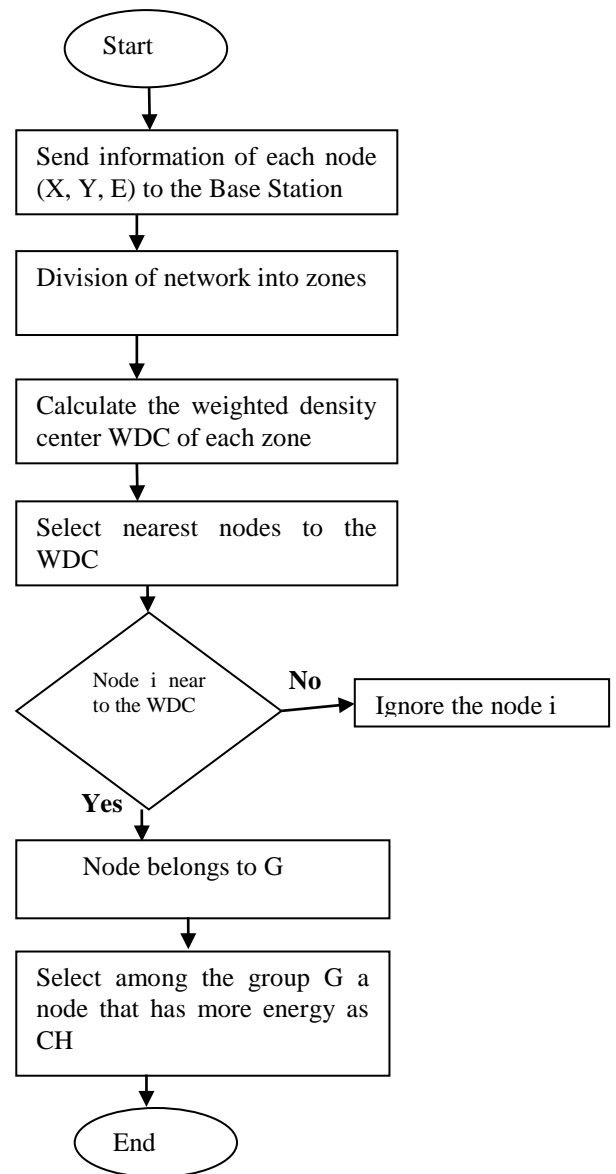 Start
Send information of each node
(X, Y, E) to the Base Station
Division of network into zones
Calculate the weighted density
center WDC of each zone
Select nearest nodes to the
WDC
Node i near
to the WDC
No
Ignore the node i
Yes
Node belongs to G
Select among the group G a
node that has more energy as
CH
End